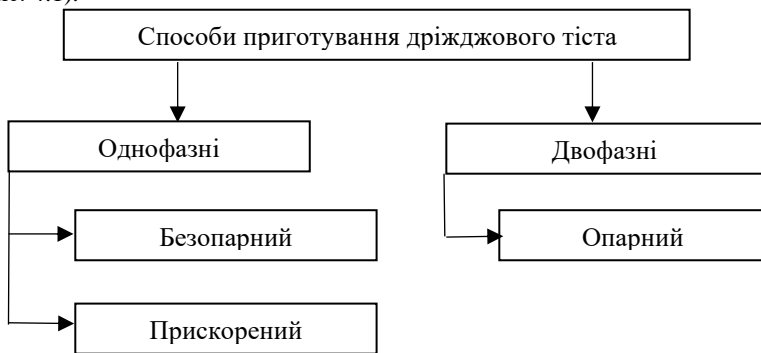 Способи приготування дріжджового тіста
Однофазні
Двофазні
Безопарний
Опарний
Прискорений